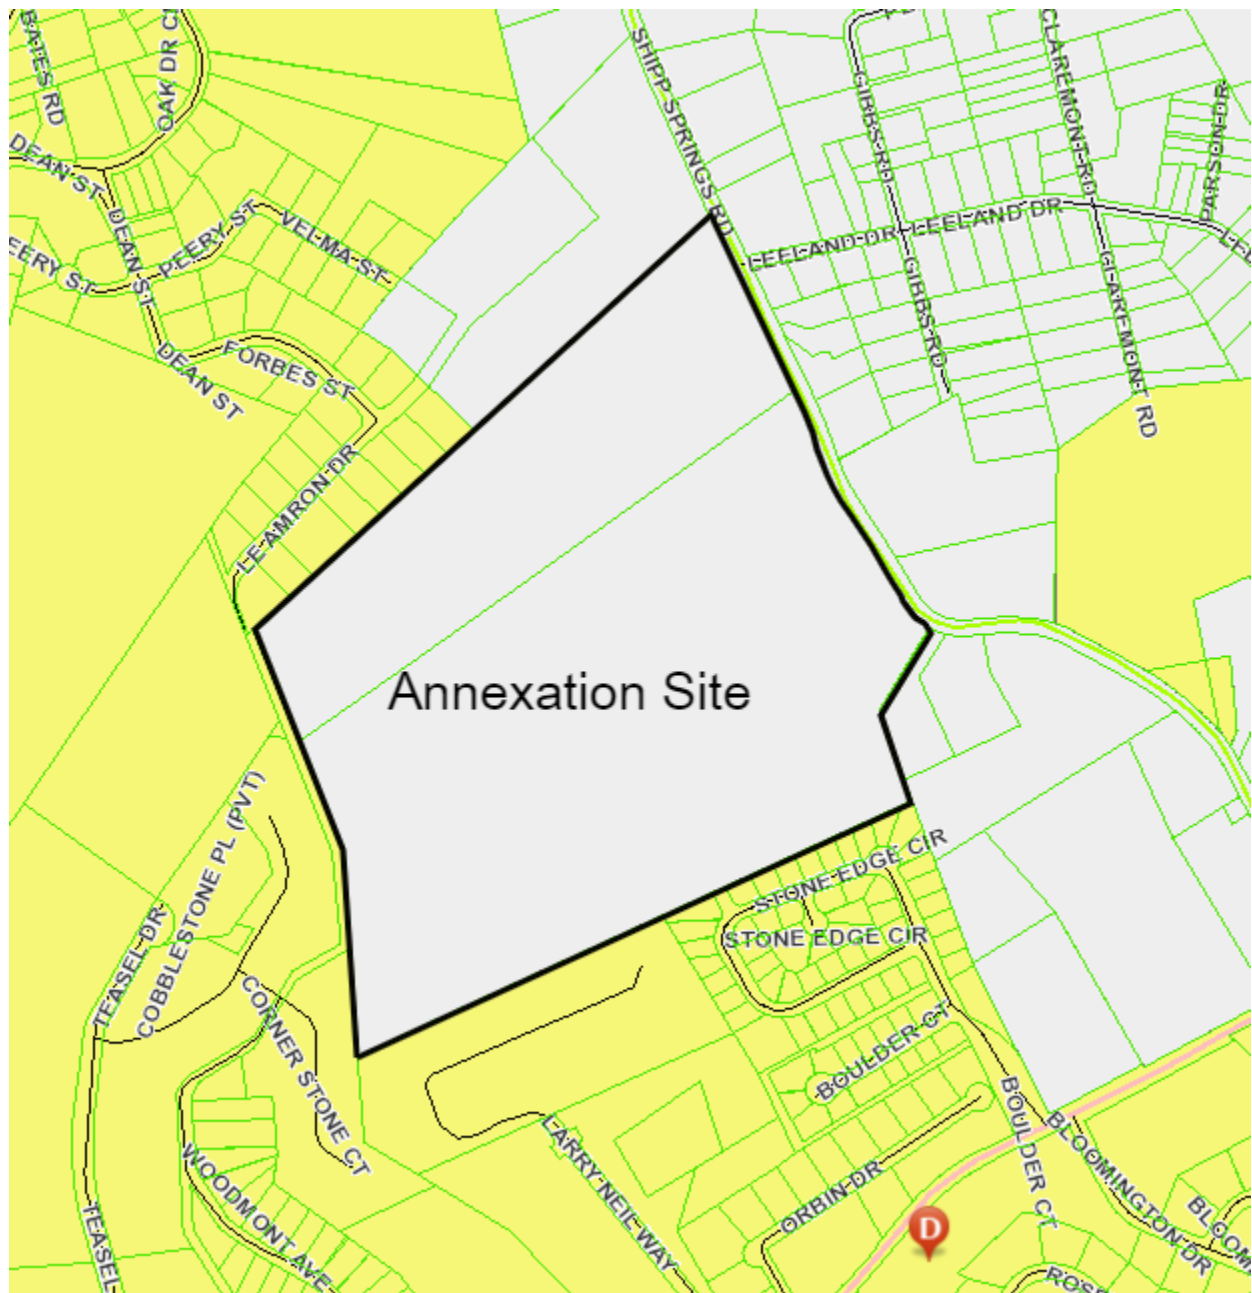 BATES RD
OAK DR
SHIPP SPRINGS RD
GIBBS RD
CLAREMONT RD
PARSON DR
DEAN ST
DEAN ST
PEERY ST
VELMA ST
EERY ST
LEELAND DR
LEELAND DR
GIBBS RD
CLAREMONT RD
DEAN ST
FORBES ST
LEAMRON DR
Annexation Site
COBBLESTONE PL (PVT)
TEASEL DR
STONE EDGE CIR
STONE EDGE CIR
CORNER STONE CT
BOULDER CT
BOULDER CT
LARRY NEIL WAY
ORBIN DR
BLOOMINGTON DR
WOODMONT AVE
TEASEL
BLOOM
D
ROS